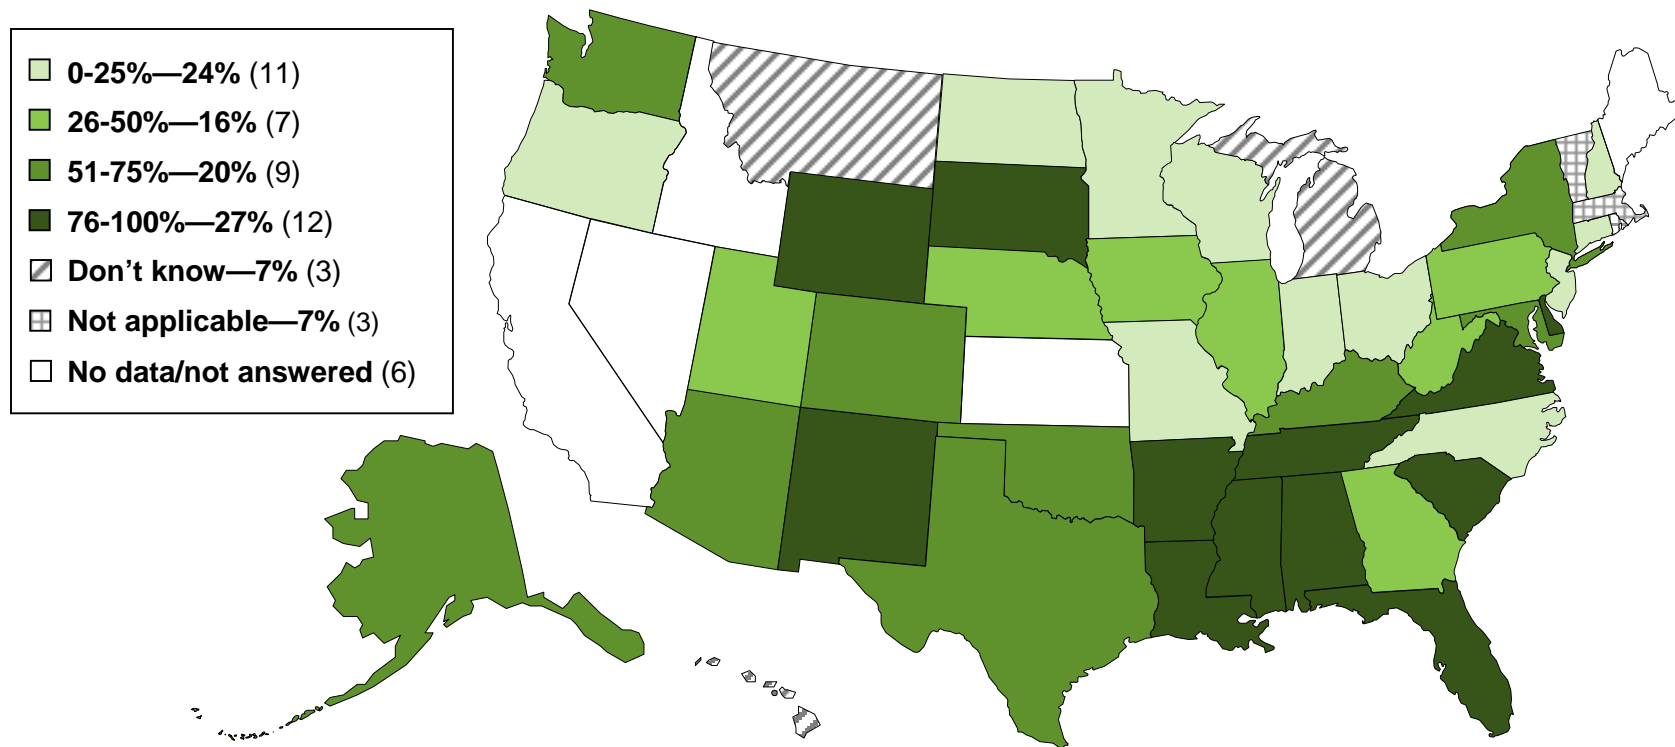 0-25%—24% (11)
26-50%—16% (7)
51-75%—20% (9)
76-100%—27% (12)
Don’t know—7% (3)
Not applicable—7% (3)
No data/not answered (6)